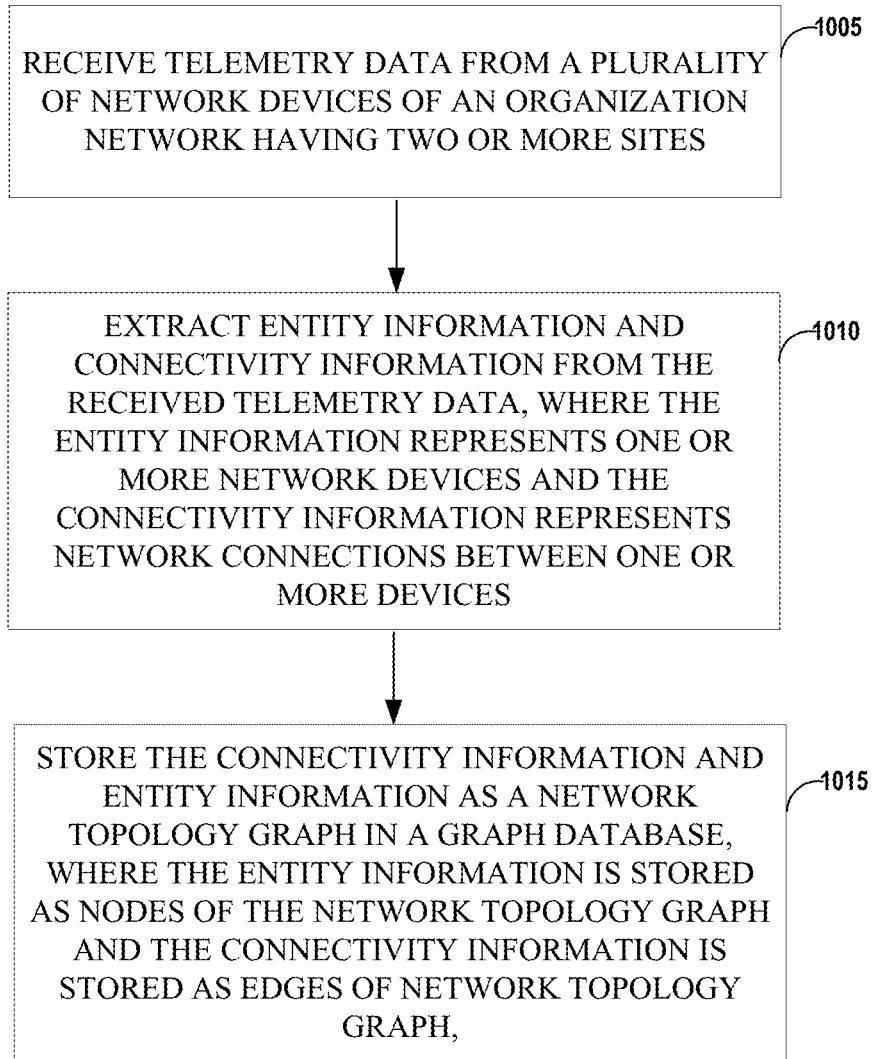 1005
RECEIVE TELEMETRY DATA FROM A PLURALITY
OF NETWORK DEVICES OF AN ORGANIZATION
NETWORK HAVING TWO OR MORE SITES
1010
EXTRACT ENTITY INFORMATION AND
CONNECTIVITY INFORMATION FROM THE
RECEIVED TELEMETRY DATA, WHERE THE
ENTITY INFORMATION REPRESENTS ONE OR
MORE NETWORK DEVICES AND THE
CONNECTIVITY INFORMATION REPRESENTS
NETWORK CONNECTIONS BETWEEN ONE OR
MORE DEVICES
1015
STORE THE CONNECTIVITY INFORMATION AND
ENTITY INFORMATION AS A NETWORK
TOPOLOGY GRAPH IN A GRAPH DATABASE,
WHERE THE ENTITY INFORMATION IS STORED
AS NODES OF THE NETWORK TOPOLOGY GRAPH
AND THE CONNECTIVITY INFORMATION IS
STORED AS EDGES OF NETWORK TOPOLOGY
GRAPH,